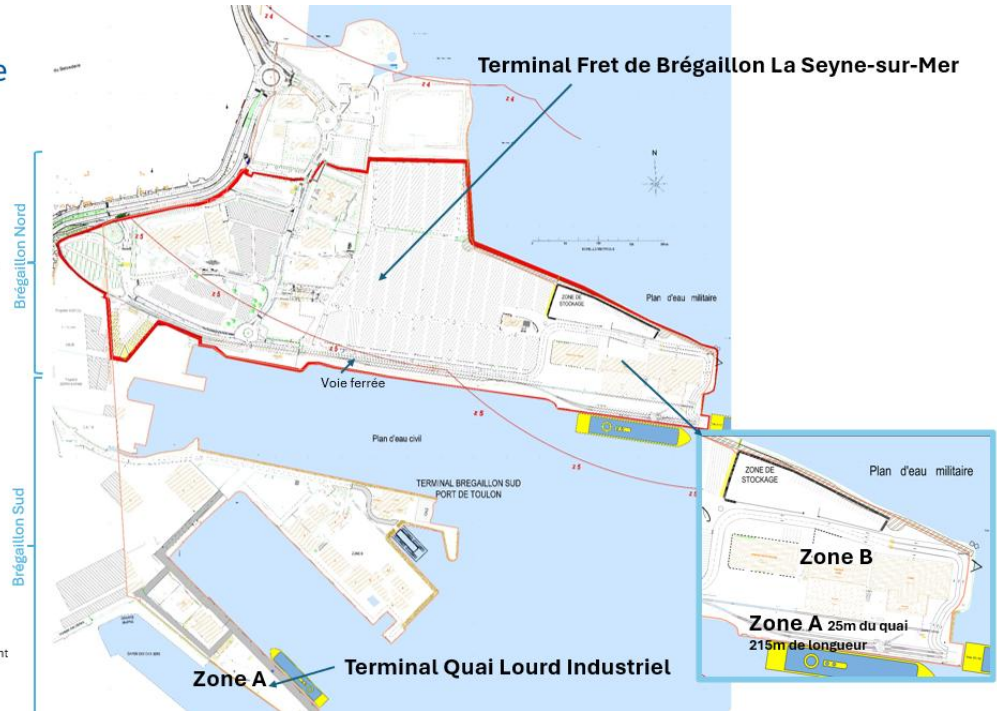 e
Terminal Fret de Brégaillon La Seyne-sur-Mer
N
Brégaillon Nord
ZONE DE
STOCKAGE
Plan d'eau militaire
Voie ferrée
Plan d'eau civil
TERMINAL BREGAILLON SUD
PORT DE TOULON
Brégaillon Sud
ZONE DE
STOCKAGE
Plan d'eau militaire
Zone B
Zone A 25m du quai
215m de longueur
nt
Zone A
Terminal Quai Lourd Industriel